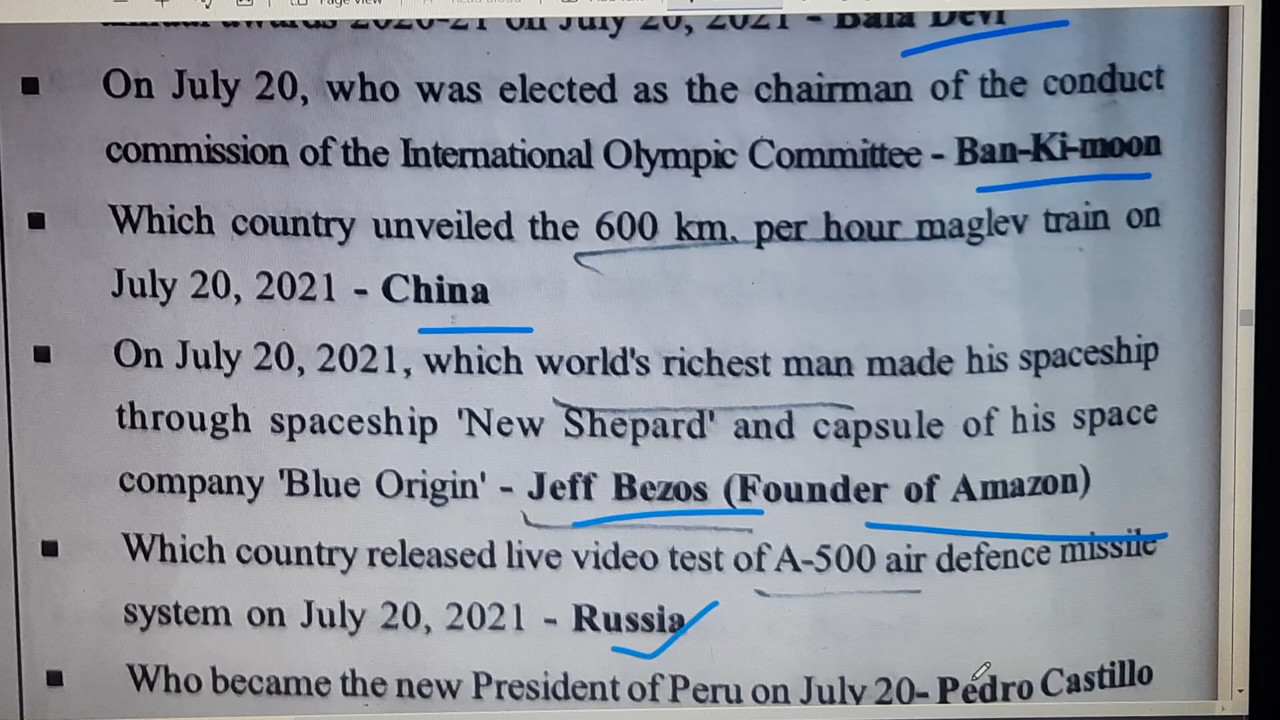 annual awards 2020-21 on July 20, 2021 - Bala Devi
■ On July 20, who was elected as the chairman of the conduct
commission of the International Olympic Committee - Ban-Ki-moon
■ Which country unveiled the 600 km. per hour maglev train on
July 20, 2021 - China
■ On July 20, 2021, which world's richest man made his spaceship
through spaceship 'New Shepard' and capsule of his space
company 'Blue Origin' - Jeff Bezos (Founder of Amazon)
■ Which country released live video test of A-500 air defence missile
system on July 20, 2021 - Russia
■ Who became the new President of Peru on July 20- Pedro Castillo